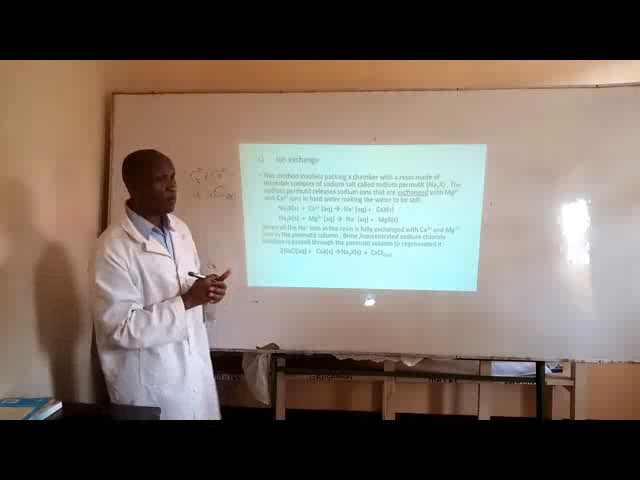 Ion exchange
This method involves packing a chamber with a resin made of
insoluble complex of sodium salt called sodium permutit (Na₂X) . The
sodium permutit releases sodium ions that are exchanged with Mg²⁺
and Ca²⁺ ions in hard water making the water to be soft.
Na₂X(s) + Ca²⁺ (aq) → Na⁺ (aq) + CaX(s)
Na₂X(s) + Mg²⁺ (aq) → Na⁺ (aq) + MgX(s)
When all the Na⁺ ions in the resin is fully exchanged with Ca²⁺ and Mg²⁺
ions in the permutit column , Brine /concentrated sodium chloride
solution is passed through the permutit column to regenerated it
2NaCl(aq) + CaX(s) → Na₂X(s) + CaCl₂